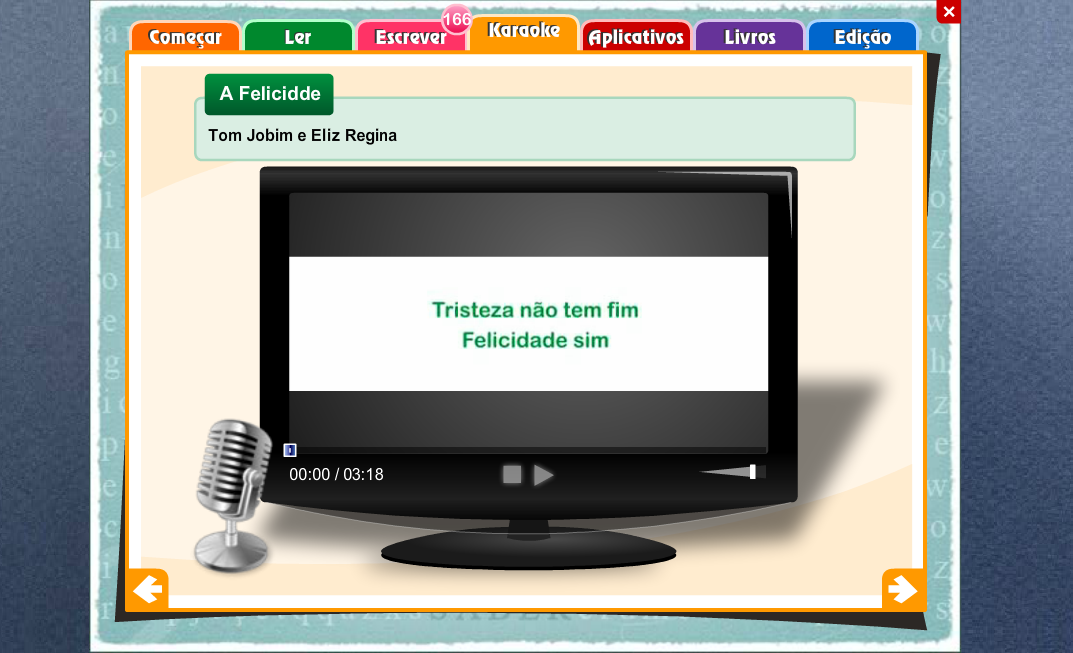 Começar
Ler
Escrever
166
Karaoke
Aplicativos
Livros
Edição
A Felicidde
Tom Jobim e Eliz Regina
Tristeza não tem fim
Felicidade sim
00:00 / 03:18